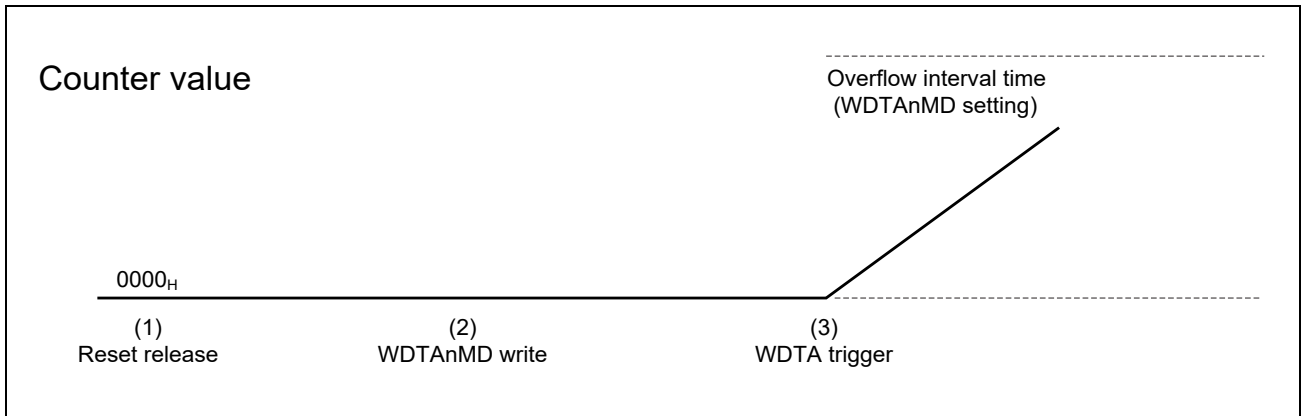 Counter value
Overflow interval time
(WDTAnMD setting)
0000H
(1)
Reset release
(2)
WDTAnMD write
(3)
WDTA trigger